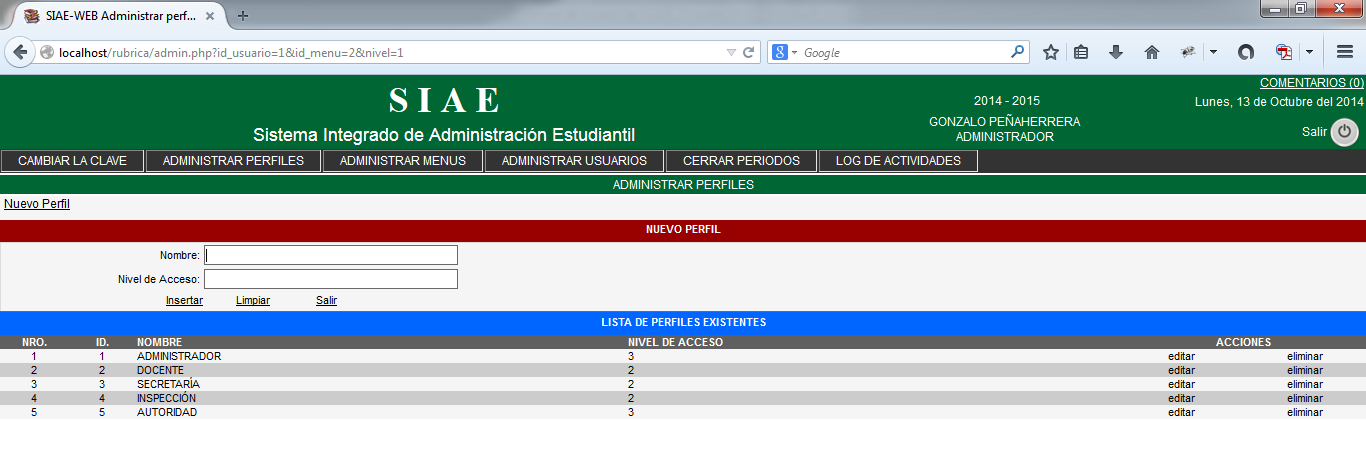 SIAE-WEB Administrar perf...
localhost/rubrica/admin.php?id_usuario=1&id_menu=2&nivel=1
Google
COMENTARIOS (0)
S I A E
2014 - 2015
Lunes, 13 de Octubre del 2014
Sistema Integrado de Administración Estudiantil
GONZALO PEÑAHERRERA
ADMINISTRADOR
Salir
CAMBIAR LA CLAVE ADMINISTRAR PERFILES ADMINISTRAR MENUS ADMINISTRAR USUARIOS CERRAR PERIODOS LOG DE ACTIVIDADES
ADMINISTRAR PERFILES
Nuevo Perfil
NUEVO PERFIL
Nombre:
Nivel de Acceso:
Insertar Limpiar Salir
LISTA DE PERFILES EXISTENTES
NRO. ID. NOMBRE NIVEL DE ACCESO ACCIONES
1 1 ADMINISTRADOR 3 editar eliminar
2 2 DOCENTE 2 editar eliminar
3 3 SECRETARÍA 2 editar eliminar
4 4 INSPECCIÓN 2 editar eliminar
5 5 AUTORIDAD 3 editar eliminar